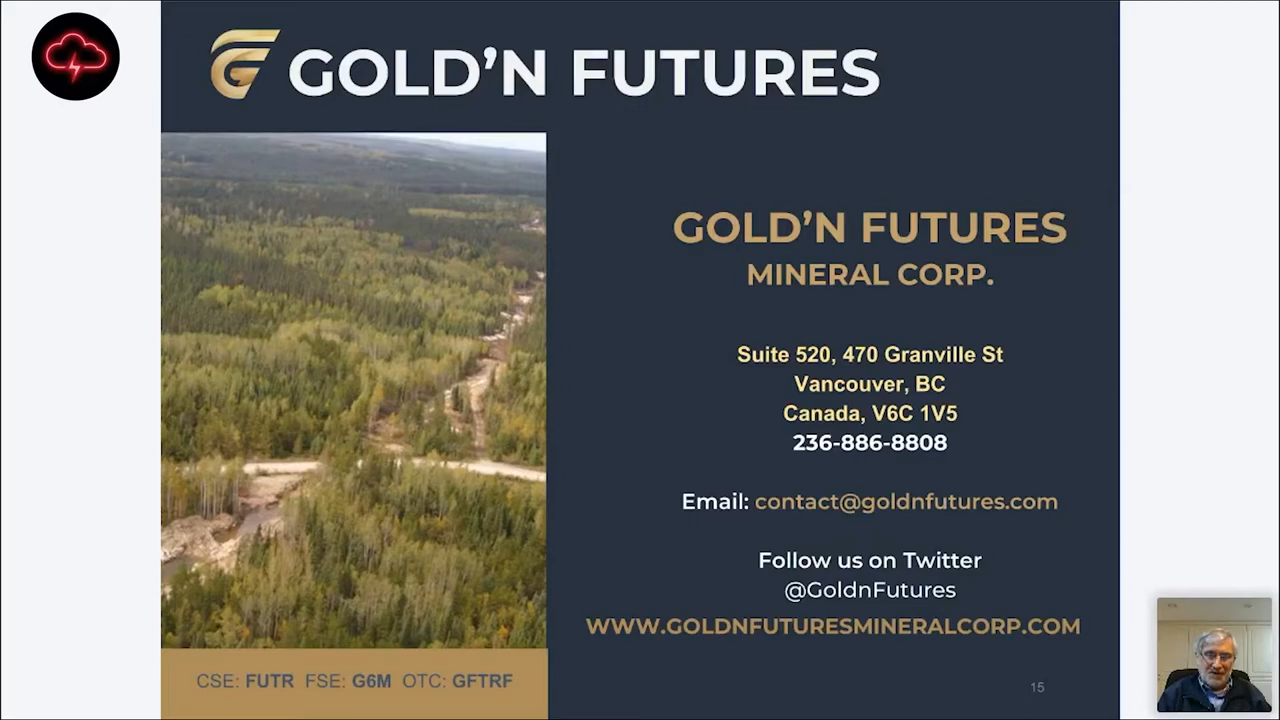 GOLD'N FUTURES
GOLD'N FUTURES
MINERAL CORP.
Suite 520, 470 Granville St
Vancouver, BC
Canada, V6C 1V5
236-886-8808
Email: contact@goldnfutures.com
Follow us on Twitter
@GoldnFutures
WWW.GOLDNFUTURESMINERALCORP.COM
CSE: FUTR FSE: G6M OTC: GFTRF
15